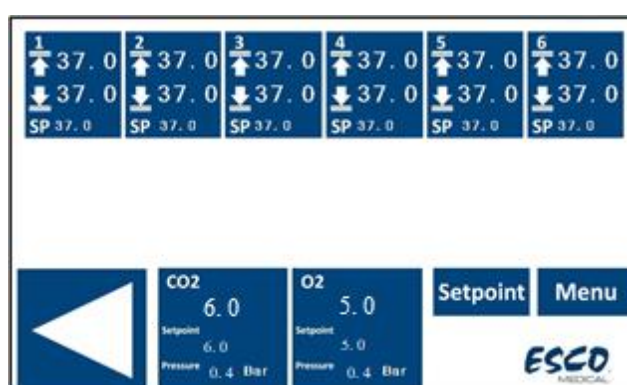 1 2 3 4 5 6
37.0 37.0 37.0 37.0 37.0 37.0
37.0 37.0 37.0 37.0 37.0 37.0
SP 37.0 SP 37.0 SP 37.0 SP 37.0 SP 37.0 SP 37.0
CO2
6.0
Setpoint
6.0
Pressure 0.4 Bar
O2
5.0
Setpoint
5.0
Pressure 0.4 Bar
Setpoint
Menu
ESCO
MEDICAL